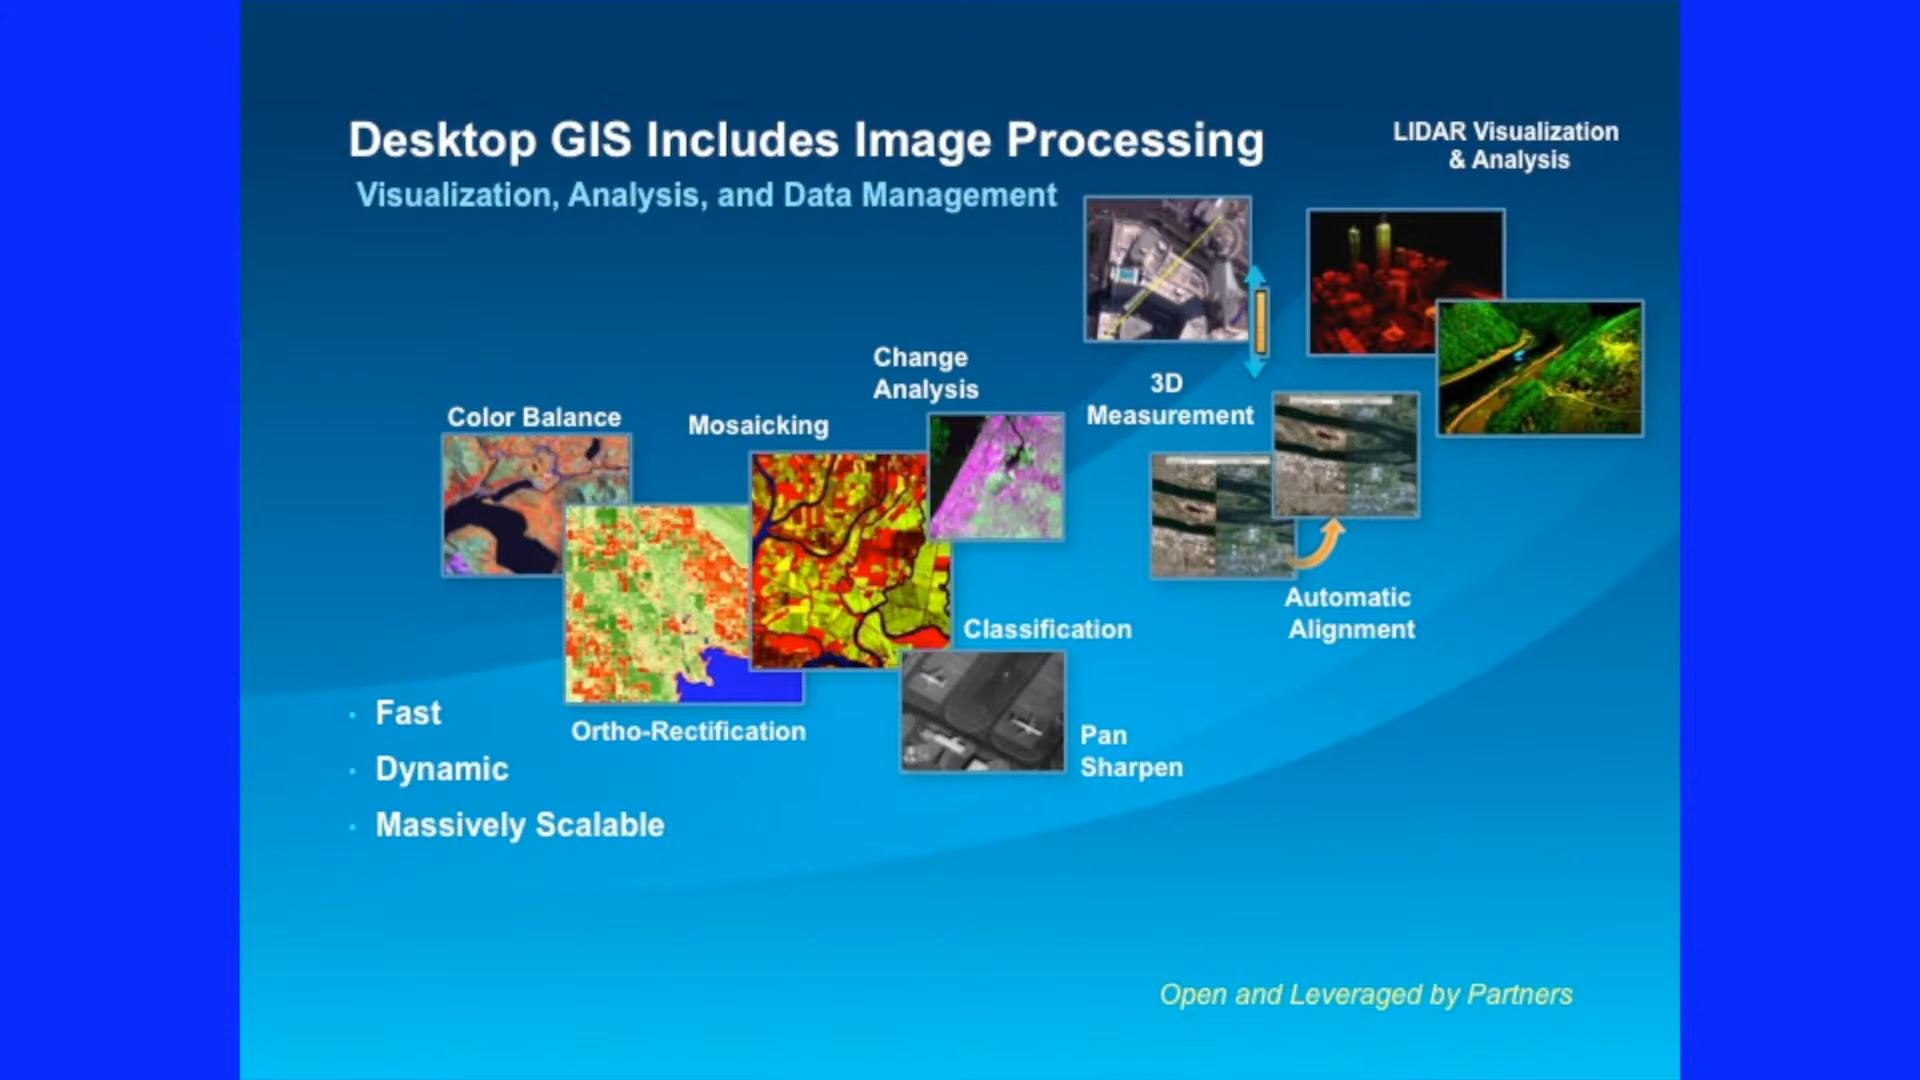 Desktop GIS Includes Image Processing
Visualization, Analysis, and Data Management
LIDAR Visualization
& Analysis
Change
Analysis
3D
Measurement
Color Balance
Mosaicking
Automatic
Alignment
Classification
Ortho-Rectification
Pan
Sharpen
· Fast
· Dynamic
· Massively Scalable
Open and Leveraged by Partners